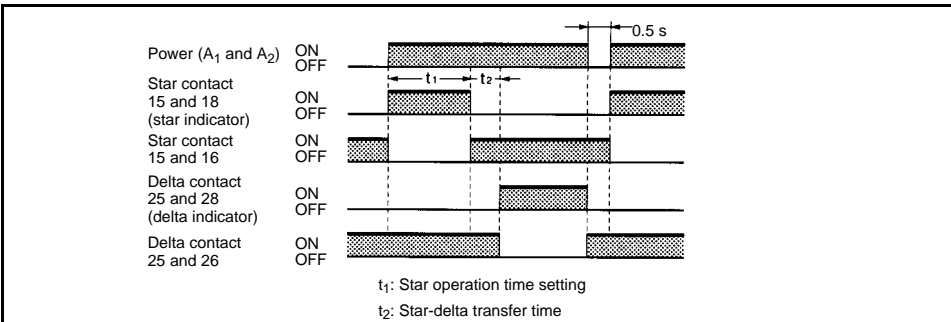 0.5 s
Power (A₁ and A₂) ON
OFF
t₁ t₂
Star contact
15 and 18
(star indicator)
ON
OFF
Star contact
15 and 16
ON
OFF
Delta contact
25 and 28
(delta indicator)
ON
OFF
Delta contact
25 and 26
ON
OFF
t₁: Star operation time setting
t₂: Star-delta transfer time